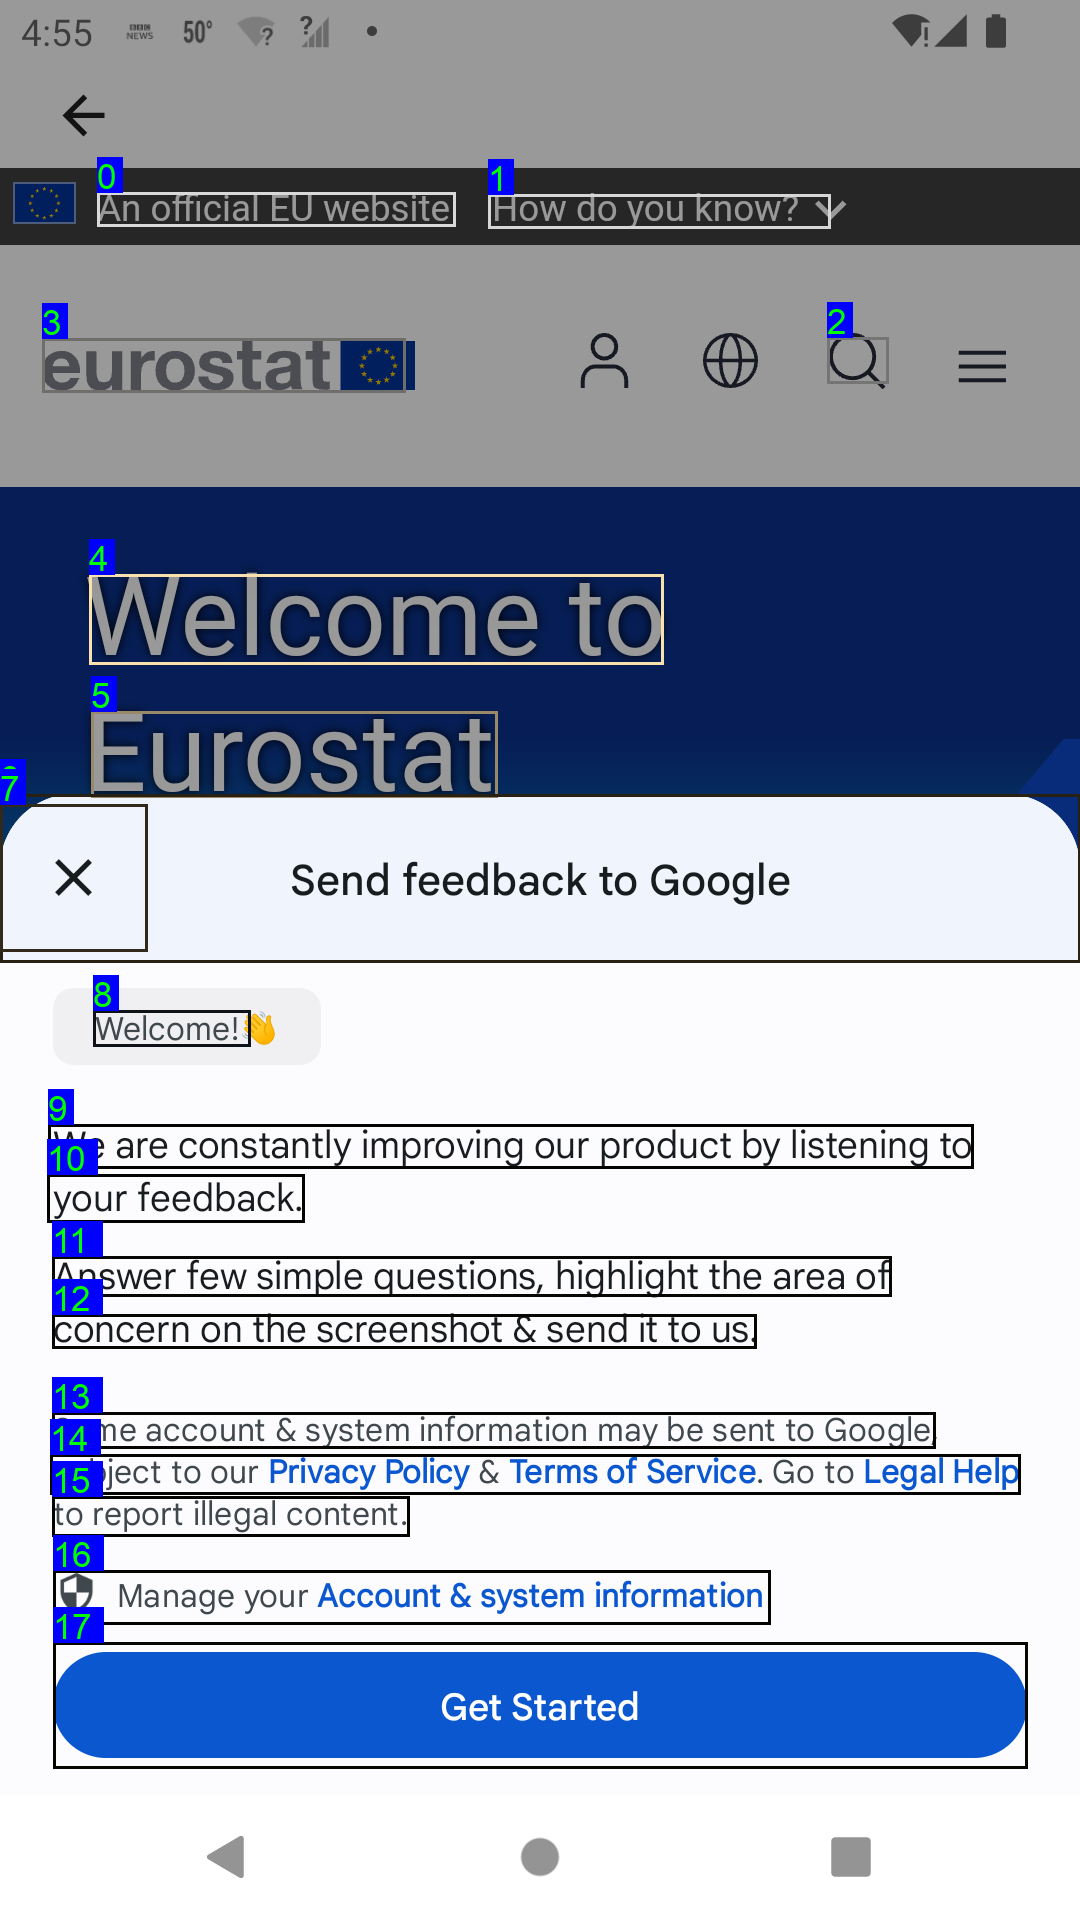 4:55 BBC NEWS 50°
0 1
An official EU website How do you know?
3 2
eurostat
4
Welcome to
5
Eurostat
7
Send feedback to Google
8
Welcome!👋
9
We are constantly improving our product by listening to
10
your feedback.
11
Answer few simple questions, highlight the area of
12
concern on the screenshot & send it to us.
13
me account & system information may be sent to Google,
14
bject to our Privacy Policy & Terms of Service. Go to Legal Help
15
to report illegal content.
16
Manage your Account & system information
17
Get Started